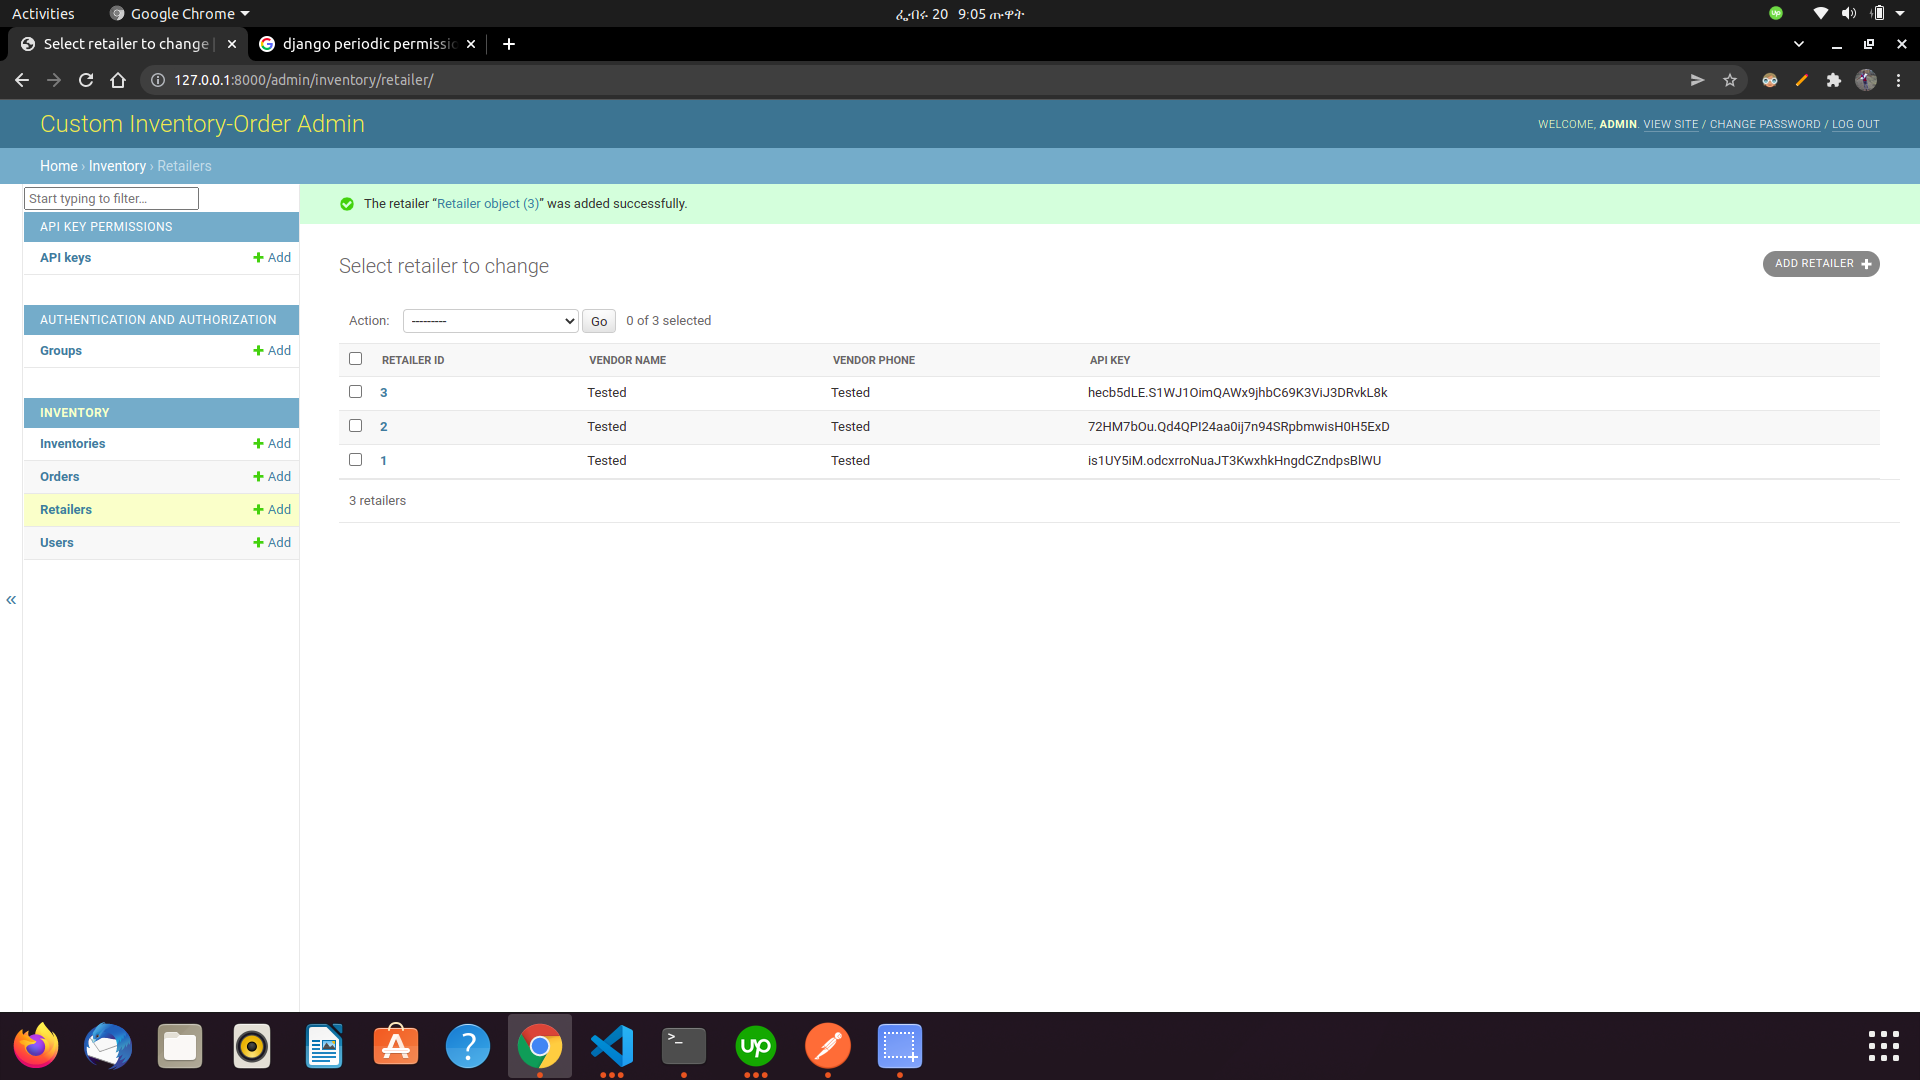 Activities Google Chrome ፌብሩ 20 9:05 ጡዋት
Select retailer to change | django periodic permissic
127.0.0.1:8000/admin/inventory/retailer/
Custom Inventory-Order Admin
WELCOME, ADMIN. VIEW SITE / CHANGE PASSWORD / LOG OUT
Home › Inventory › Retailers
Start typing to filter...
API KEY PERMISSIONS
API keys Add
AUTHENTICATION AND AUTHORIZATION
Groups Add
INVENTORY
Inventories Add
Orders Add
Retailers Add
Users Add
«
The retailer “Retailer object (3)” was added successfully.
Select retailer to change
ADD RETAILER
Action: --------- Go 0 of 3 selected
RETAILER ID VENDOR NAME VENDOR PHONE API KEY
3 Tested Tested hecb5dLE.S1WJ1OimQAWx9jhbC69K3ViJ3DRvkL8k
2 Tested Tested 72HM7bOu.Qd4QPI24aa0ij7n94SRpbmwisH0H5ExD
1 Tested Tested is1UY5iM.odcxrroNuaJT3KwxhkHngdCZndpsBlWU
3 retailers